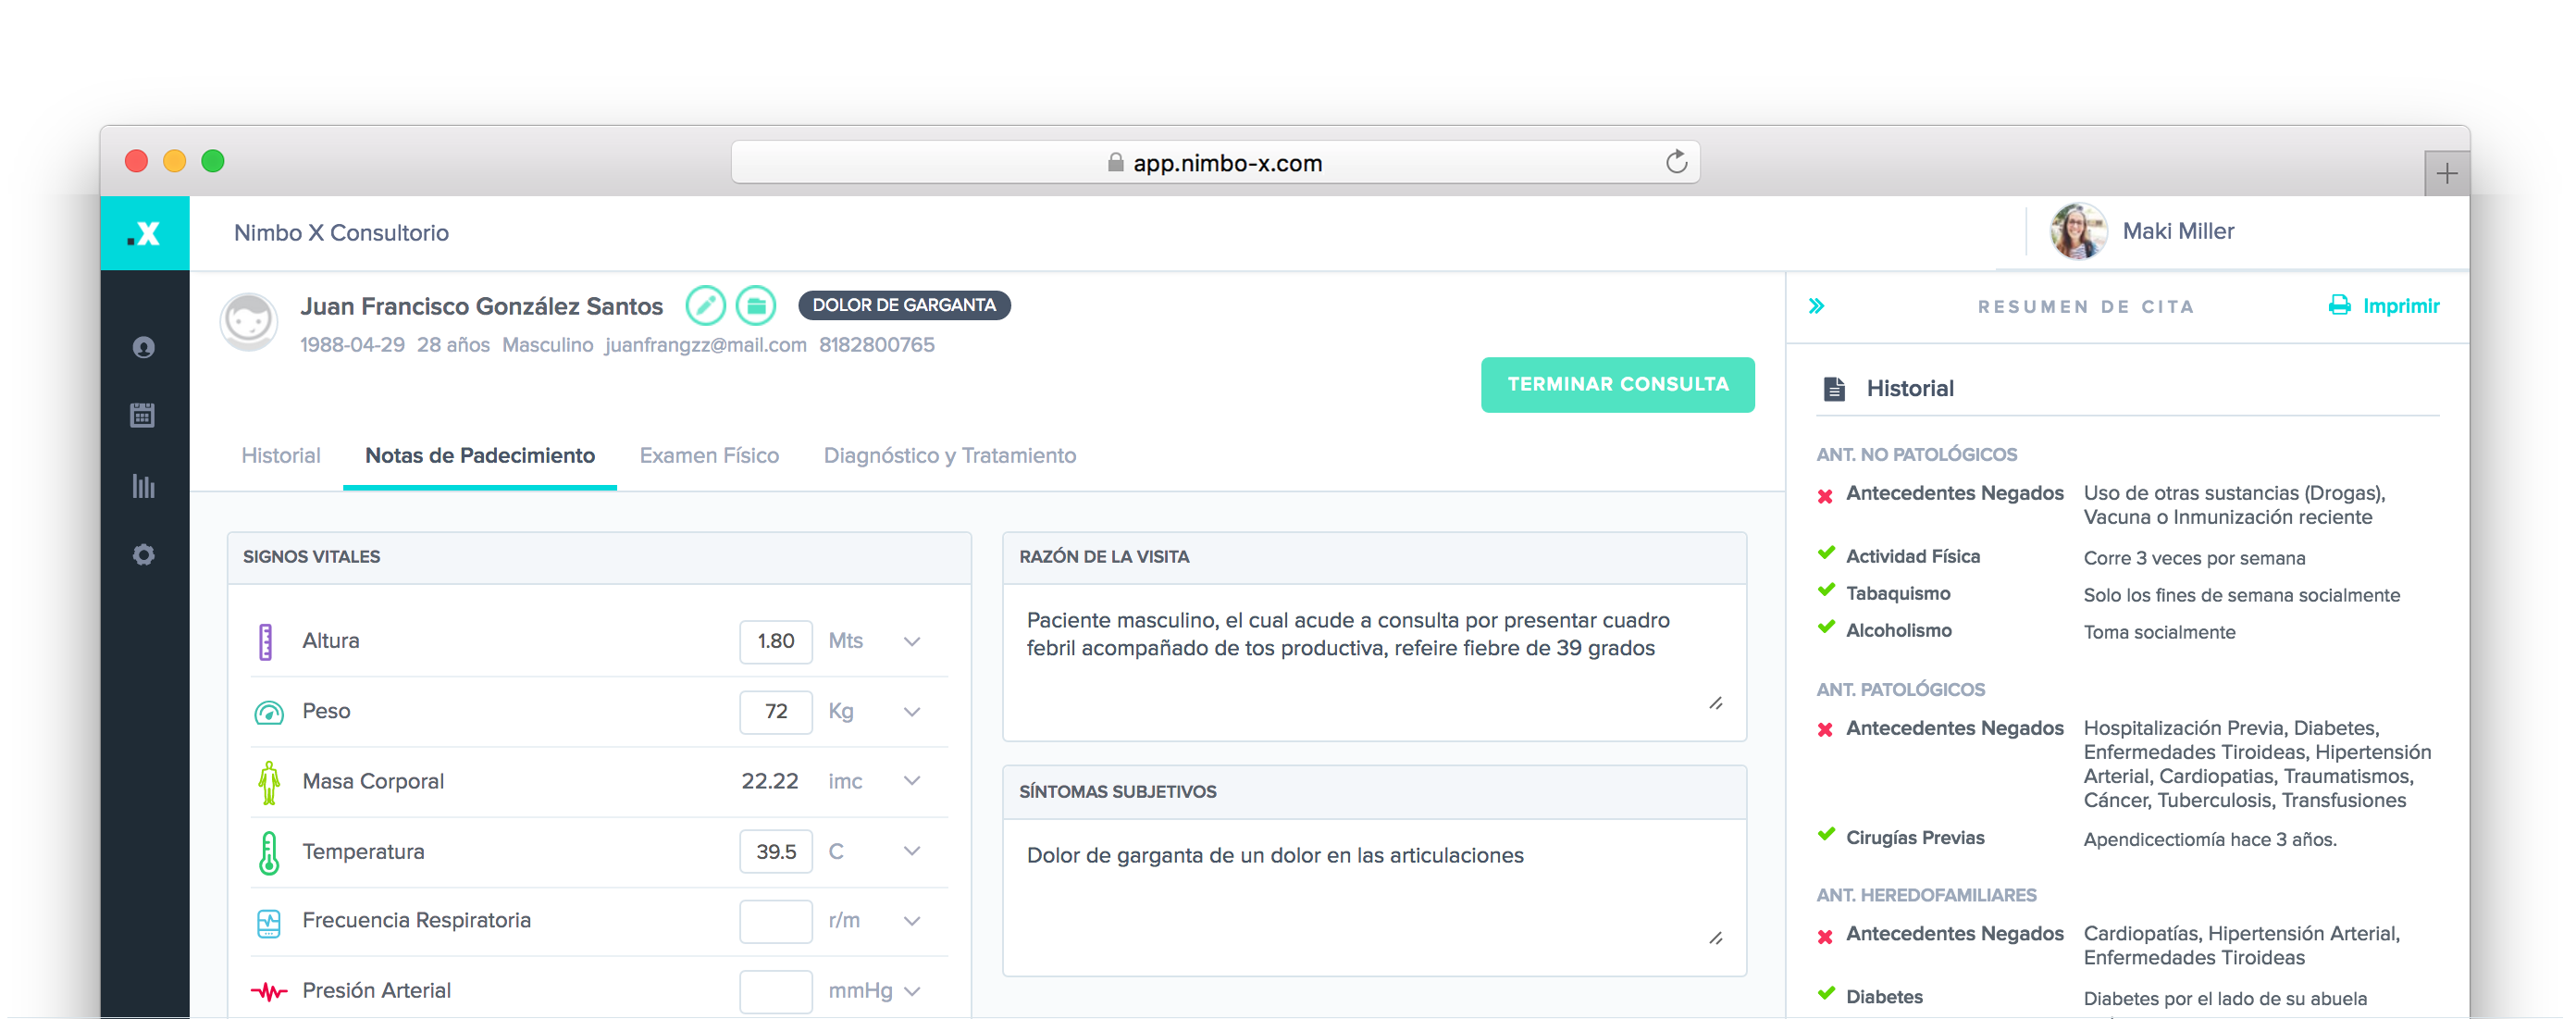 app.nimbo-x.com
.X
Nimbo X Consultorio
Maki Miller
Juan Francisco González Santos
DOLOR DE GARGANTA
1988-04-29 28 años Masculino juanfrangzz@mail.com 8182800765
TERMINAR CONSULTA
Historial
Notas de Padecimiento
Examen Físico
Diagnóstico y Tratamiento
SIGNOS VITALES
Altura 1.80 Mts
Peso 72 Kg
Masa Corporal 22.22 imc
Temperatura 39.5 C
Frecuencia Respiratoria r/m
Presión Arterial mmHg
RAZÓN DE LA VISITA
Paciente masculino, el cual acude a consulta por presentar cuadro
febril acompañado de tos productiva, refeire fiebre de 39 grados
SÍNTOMAS SUBJETIVOS
Dolor de garganta de un dolor en las articulaciones
RESUMEN DE CITA
Imprimir
Historial
ANT. NO PATOLÓGICOS
Antecedentes Negados Uso de otras sustancias (Drogas),
Vacuna o Inmunización reciente
Actividad Física Corre 3 veces por semana
Tabaquismo Solo los fines de semana socialmente
Alcoholismo Toma socialmente
ANT. PATOLÓGICOS
Antecedentes Negados Hospitalización Previa, Diabetes,
Enfermedades Tiroideas, Hipertensión
Arterial, Cardiopatias, Traumatismos,
Cáncer, Tuberculosis, Transfusiones
Cirugías Previas Apendicectiomía hace 3 años.
ANT. HEREDOFAMILIARES
Antecedentes Negados Cardiopatías, Hipertensión Arterial,
Enfermedades Tiroideas
Diabetes Diabetes por el lado de su abuela